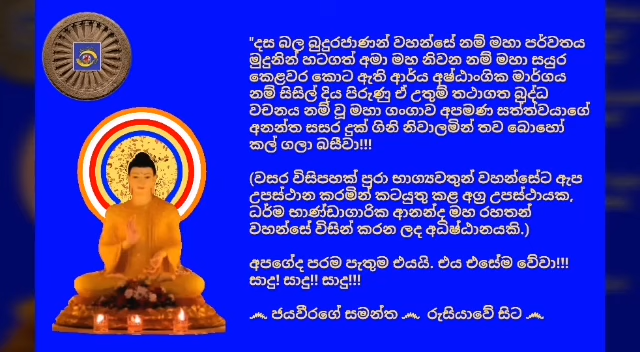 "දස බල බුදුරජාණන් වහන්සේ නම් මහා පර්වතය
මුදුනින් හටගත් අමා මහ නිවන නම් මහා සයුර
කෙළවර කොට ඇති ආර්ය අෂ්ඨාංගික මාර්ගය
නම් සිසිල් දිය පිරුණු ඒ උතුම් තථාගත බුද්ධ
වචනය නම් වූ මහා ගංගාව අපමණ සත්ත්වයාගේ
අනන්ත සසර දුක් ගිනි නිවාලමින් තව බොහෝ
කල් ගලා බසීවා!!!
(වසර විසිපහක් පුරා භාග්‍යවතුන් වහන්සේට ඇප
උපස්ථාන කරමින් කටයුතු කළ අග්‍ර උපස්ථායක,
ධර්ම භාණ්ඩාගාරික ආනන්ද මහ රහතන්
වහන්සේ විසින් කරන ලද අධිෂ්ඨානයකි.)
අපගේද පරම පැතුම එයයි. එය එසේම වේවා!!!
සාදු! සාදු!! සාදු!!!
ජයවීරගේ සමන්ත රුසියාවේ සිට